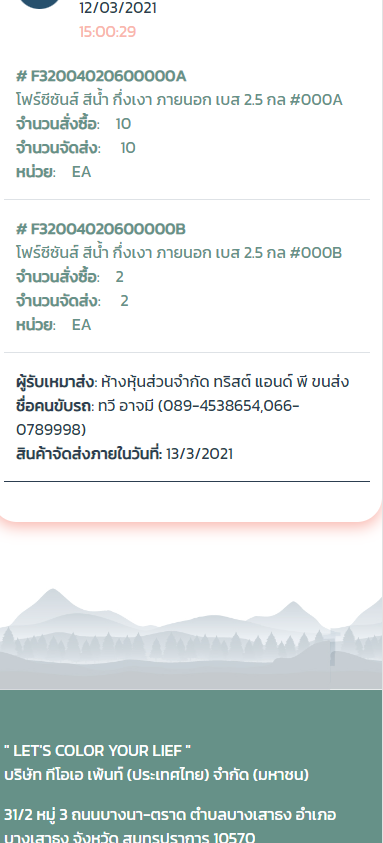 12/03/2021
15:00:29
# F32004020600000A
โฟร์ซีซันส์ สีน้ำ กึ่งเงา ภายนอก เบส 2.5 กล #000A
จำนวนสั่งซื้อ: 10
จำนวนจัดส่ง: 10
หน่วย: EA
# F32004020600000B
โฟร์ซีซันส์ สีน้ำ กึ่งเงา ภายนอก เบส 2.5 กล #000B
จำนวนสั่งซื้อ: 2
จำนวนจัดส่ง: 2
หน่วย: EA
ผู้รับเหมาส่ง: ห้างหุ้นส่วนจำกัด ทริสต์ แอนด์ พี ขนส่ง
ชื่อคนขับรถ: ทวี อาจมี (089-4538654,066-
0789998)
สินค้าจัดส่งภายในวันที่: 13/3/2021
" LET'S COLOR YOUR LIEF "
บริษัท ทีโอเอ เพ้นท์ (ประเทศไทย) จำกัด (มหาชน)
31/2 หมู่ 3 ถนนบางนา-ตราด ตำบลบางเสาธง อำเภอ
บางเสาธง จังหวัด สมุทรปราการ 10570